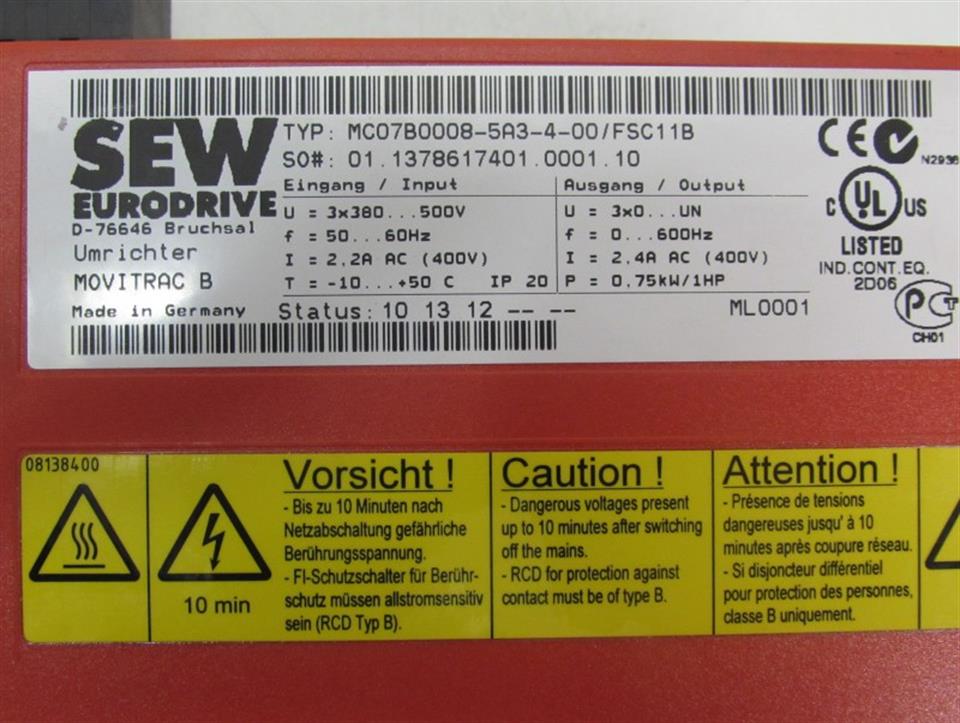 SEW
EURODRIVE
D-76646 Bruchsal
Umrichter
MOVITRAC B
Made in Germany
TYP: MC07B0008-5A3-4-00/FSC11B
SO#: 01.1378617401.0001.10
Eingang / Input
U = 3x380...500V
f = 50...60Hz
I = 2.2A AC (400V)
T = -10...+50 C IP 20
Ausgang / Output
U = 3x0...UN
f = 0...600Hz
I = 2.4A AC (400V)
P = 0.75kW/1HP
Status: 10 13 12 -- --
ML0001
CE
N2936
C UL US
LISTED
IND.CONT.EQ.
2D06
CH01
08138400
10 min
Vorsicht !
- Bis zu 10 Minuten nach
Netzabschaltung gefährliche
Berührungsspannung.
- FI-Schutzschalter für Berühr-
schutz müssen allstromsensitiv
sein (RCD Typ B).
Caution !
- Dangerous voltages present
up to 10 minutes after switching
off the mains.
- RCD for protection against
contact must be of type B.
Attention !
- Présence de tensions
dangereuses jusqu' à 10
minutes après coupure réseau.
- Si disjoncteur différentiel
pour protection des personnes,
classe B uniquement.